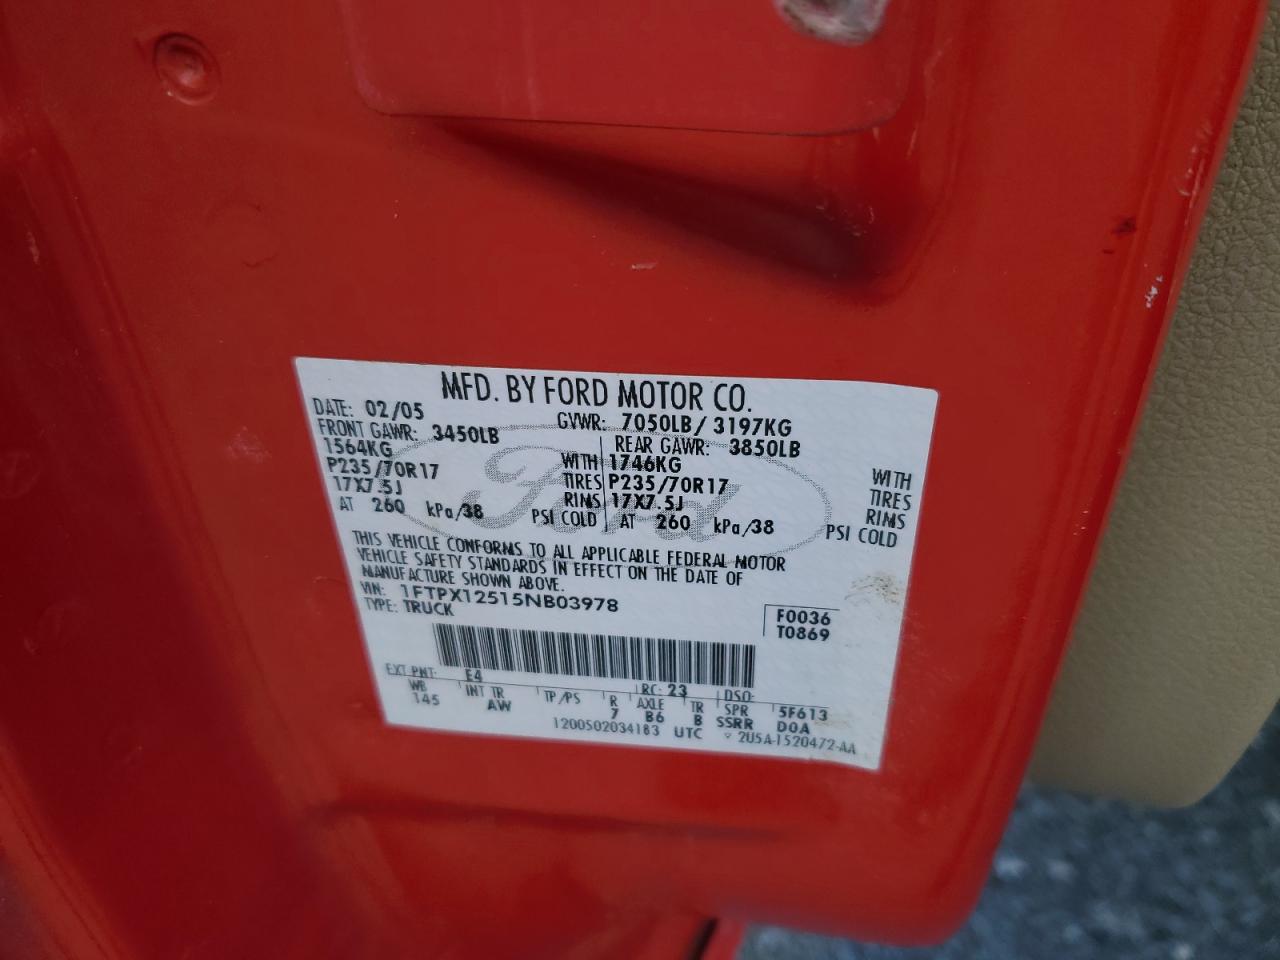 MFD. BY FORD MOTOR CO.
DATE: 02/05 GVWR: 7050LB/ 3197KG
FRONT GAWR: 3450LB REAR GAWR: 3850LB
1564KG WITH 1746KG WITH
P235/70R17 TIRES P235/70R17 TIRES
17X7.5J RIMS 17X7.5J RIMS
AT 260 kPa/38 PSI COLD AT 260 kPa/38 PSI COLD
Ford
THIS VEHICLE CONFORMS TO ALL APPLICABLE FEDERAL MOTOR
VEHICLE SAFETY STANDARDS IN EFFECT ON THE DATE OF
MANUFACTURE SHOWN ABOVE.
VIN: 1FTPX12515NB03978
TYPE: TRUCK
F0036
T0869
EXT PNT: E4 RC: 23 DSO:
WB INT TR TP/PS R AXLE TR SPR 5F613
145 AW 7 B6 B SSRR D0A
1200502034183 UTC 2U5A-1520472-AA